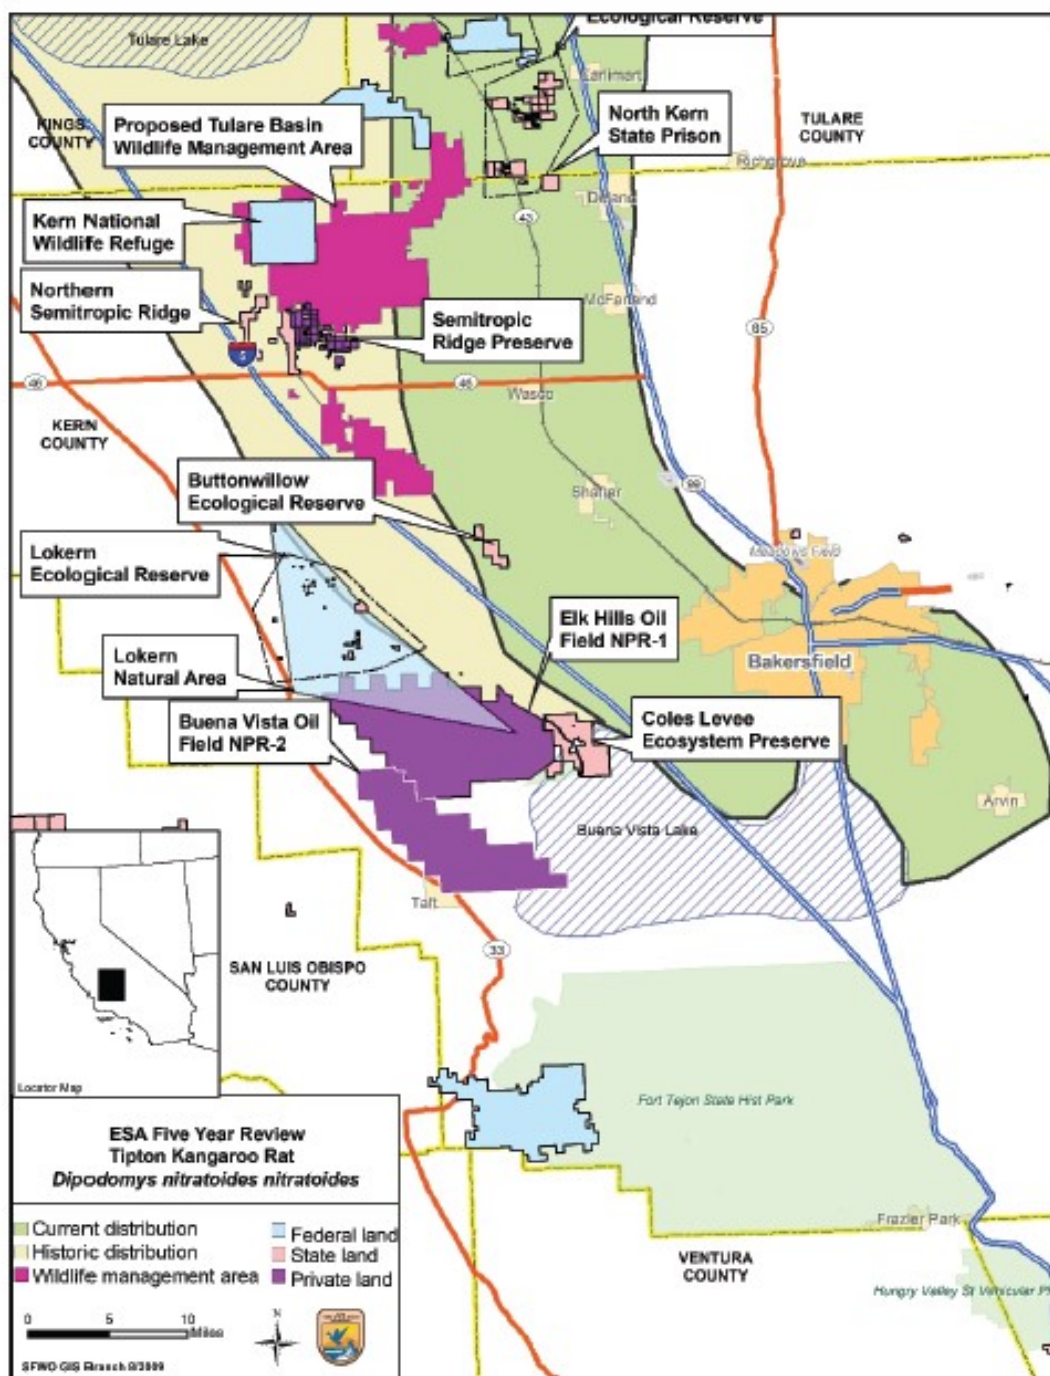 Ecological Reserve
Tulare Lake
Earlimart
KINGS
COUNTY
Proposed Tulare Basin
Wildlife Management Area
North Kern
State Prison
TULARE
COUNTY
Richgrove
Delano
43
Kern National
Wildlife Refuge
Northern
Semitropic Ridge
McFarland
Semitropic
Ridge Preserve
65
5
46
46
Wasco
KERN
COUNTY
Buttonwillow
Ecological Reserve
Shafter
99
Lokern
Ecological Reserve
Meadows Field
Elk Hills Oil
Field NPR-1
Lokern
Natural Area
Bakersfield
Buena Vista Oil
Field NPR-2
Coles Levee
Ecosystem Preserve
Arvin
Buena Vista Lake
Taft
33
SAN LUIS OBISPO
COUNTY
Locator Map
Fort Tejon State Hist Park
ESA Five Year Review
Tipton Kangaroo Rat
Dipodomys nitratoides nitratoides
Frazier Park
Current distribution
Historic distribution
Wildlife management area
Federal land
State land
Private land
VENTURA
COUNTY
Hungry Valley St Vehicular
0 5 10
Miles
N
SFWO GIS Branch 8/2009